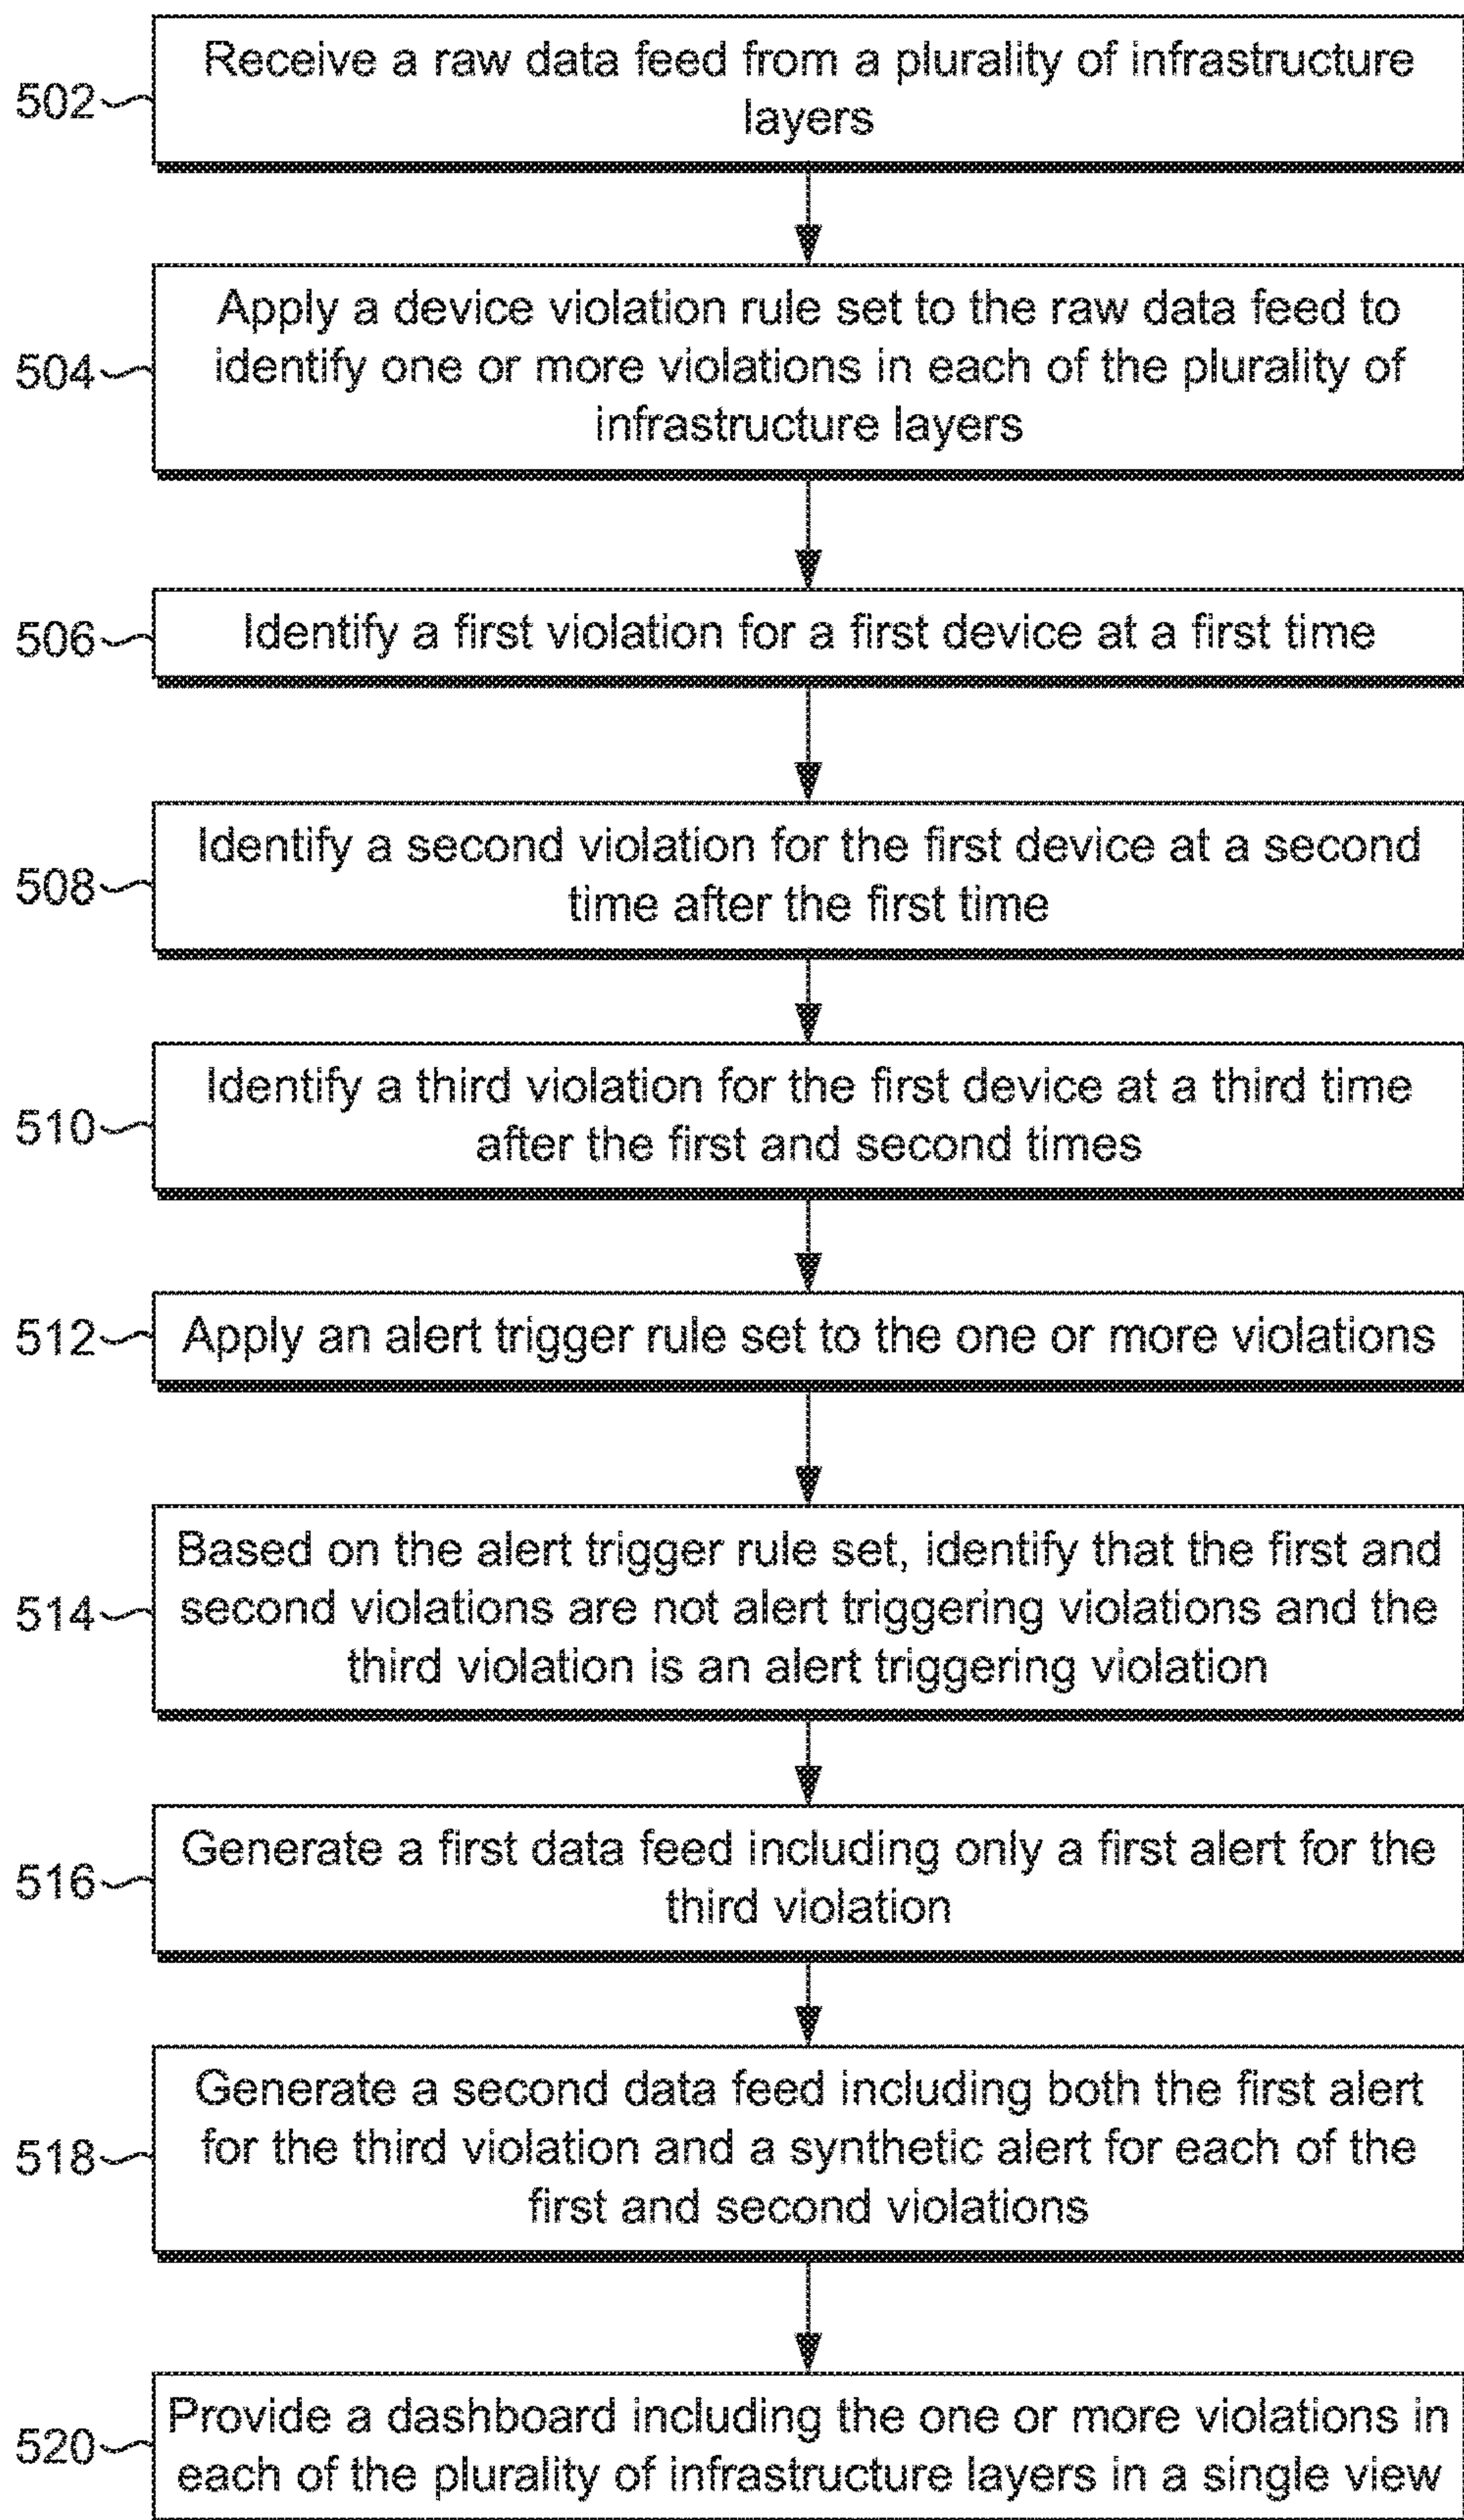 Receive a raw data feed from a plurality of infrastructure
layers
502
Apply a device violation rule set to the raw data feed to
identify one or more violations in each of the plurality of
infrastructure layers
504
Identify a first violation for a first device at a first time
506
Identify a second violation for the first device at a second
time after the first time
508
Identify a third violation for the first device at a third time
after the first and second times
510
Apply an alert trigger rule set to the one or more violations
512
Based on the alert trigger rule set, identify that the first and
second violations are not alert triggering violations and the
third violation is an alert triggering violation
514
Generate a first data feed including only a first alert for the
third violation
516
Generate a second data feed including both the first alert
for the third violation and a synthetic alert for each of the
first and second violations
518
Provide a dashboard including the one or more violations in
each of the plurality of infrastructure layers in a single view
520